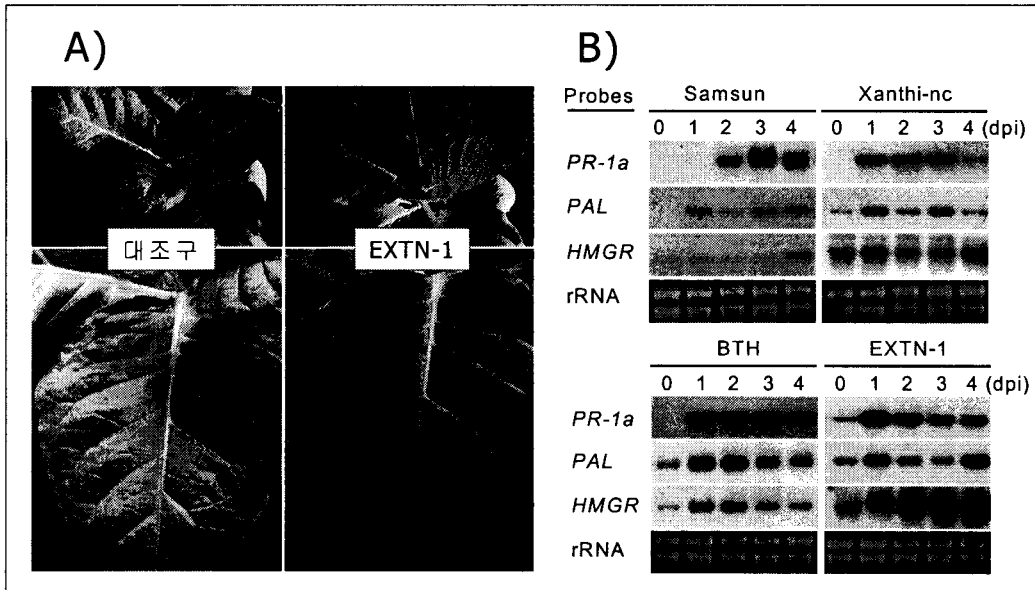 A)
대조구
EXTN-1
B)
Probes
Samsun
Xanthi-nc
0 1 2 3 4 0 1 2 3 4 (dpi)
PR-1a
PAL
HMGR
rRNA
BTH
EXTN-1
0 1 2 3 4 0 1 2 3 4 (dpi)
PR-1a
PAL
HMGR
rRNA